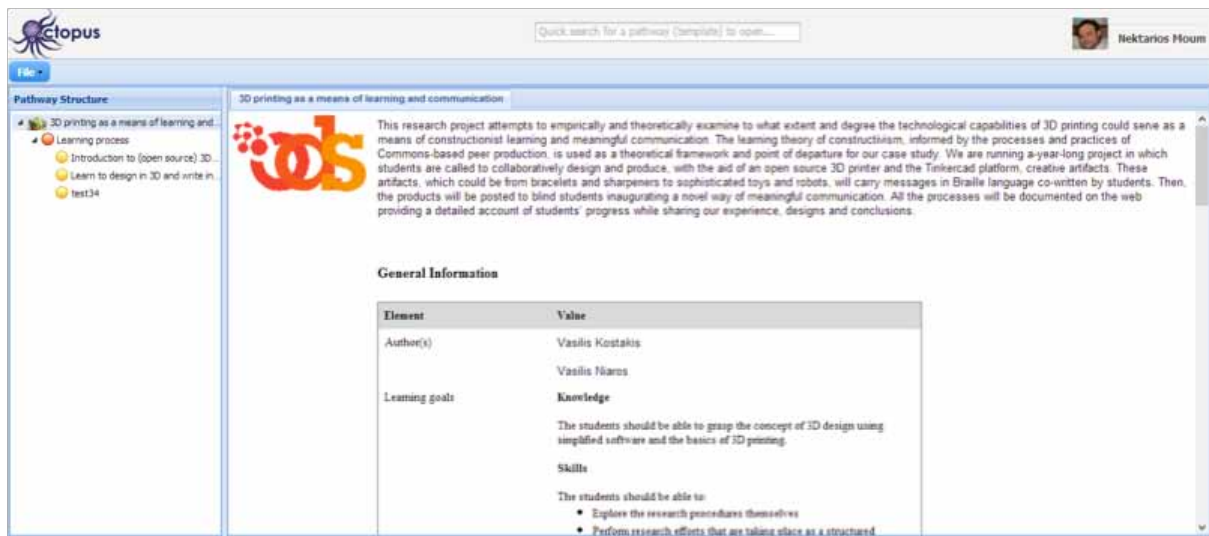 Octopus
Quick search for a pathway (template) to open....
Nektarios Moum
File
Pathway Structure
3D printing as a means of learning and communication
3D printing as a means of learning and...
Learning process
Introduction to (open source) 3D...
Learn to design in 3D and write in...
test34
ods
This research project attempts to empirically and theoretically examine to what extent and degree the technological capabilities of 3D printing could serve as a
means of constructionist learning and meaningful communication. The learning theory of constructivism, informed by the processes and practices of
Commons-based peer production, is used as a theoretical framework and point of departure for our case study. We are running a-year-long project in which
students are called to collaboratively design and produce, with the aid of an open source 3D printer and the Tinkercad platform, creative artifacts. These
artifacts, which could be from bracelets and sharpeners to sophisticated toys and robots, will carry messages in Braille language co-written by students. Then,
the products will be posted to blind students inaugurating a novel way of meaningful communication. All the processes will be documented on the web
providing a detailed account of students' progress while sharing our experience, designs and conclusions.
General Information
Element Value
Author(s) Vasilis Kostakis
Vasilis Niaros
Learning goals Knowledge
The students should be able to grasp the concept of 3D design using
simplified software and the basics of 3D printing.
Skills
The students should be able to:
• Explore the research procedures themselves
• Perform research efforts that are taking place as a structured